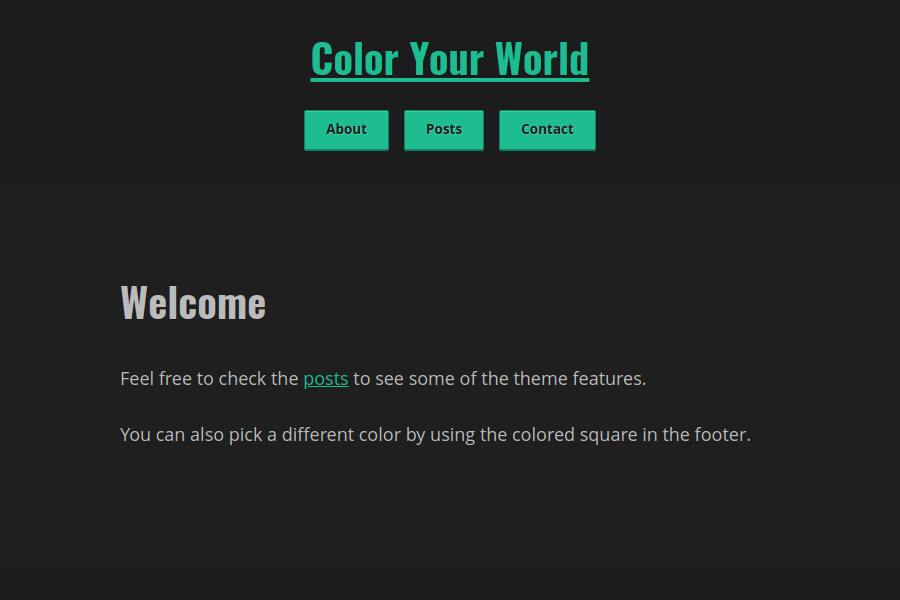 Color Your World
About Posts Contact
Welcome
Feel free to check the posts to see some of the theme features.
You can also pick a different color by using the colored square in the footer.